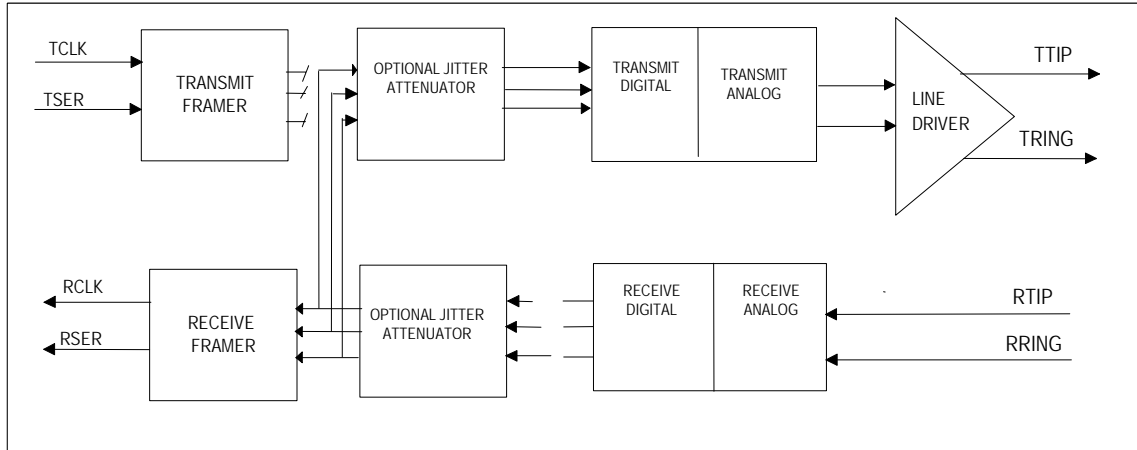 TCLK
TSER
TRANSMIT
FRAMER
OPTIONAL JITTER
ATTENUATOR
TRANSMIT
DIGITAL
TRANSMIT
ANALOG
LINE
DRIVER
TTIP
TRING
RCLK
RSER
RECEIVE
FRAMER
OPTIONAL JITTER
ATTENUATOR
RECEIVE
DIGITAL
RECEIVE
ANALOG
RTIP
RRING